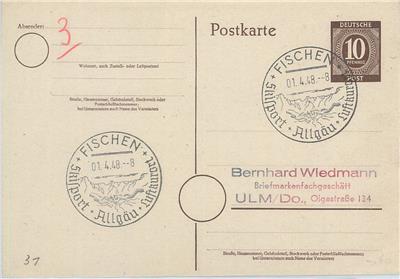 Absender:
3
Wohnort, auch Zustell- oder Leitpostamt
Straße, Hausnummer, Gebäudeteil, Stockwerk oder
Postschließfachnummer;
bei Untermietern auch Name des Vermieters
Postkarte
DEUTSCHE
10
PFENNIG
POST
+ FISCHEN +
01.4.48.--8
Skisport · Allgäu · Luftkurort
+ FISCHEN +
01.4.48.--8
Skisport · Allgäu · Luftkurort
Bernhard Wiedmann
Briefmarkenfachgeschäft
ULM/Do., Olgastraße 134
Straße, Hausnummer, Gebäudeteil, Stockwerk oder Postschließfachnummer;
bei Untermietern auch Name des Vermieters
31